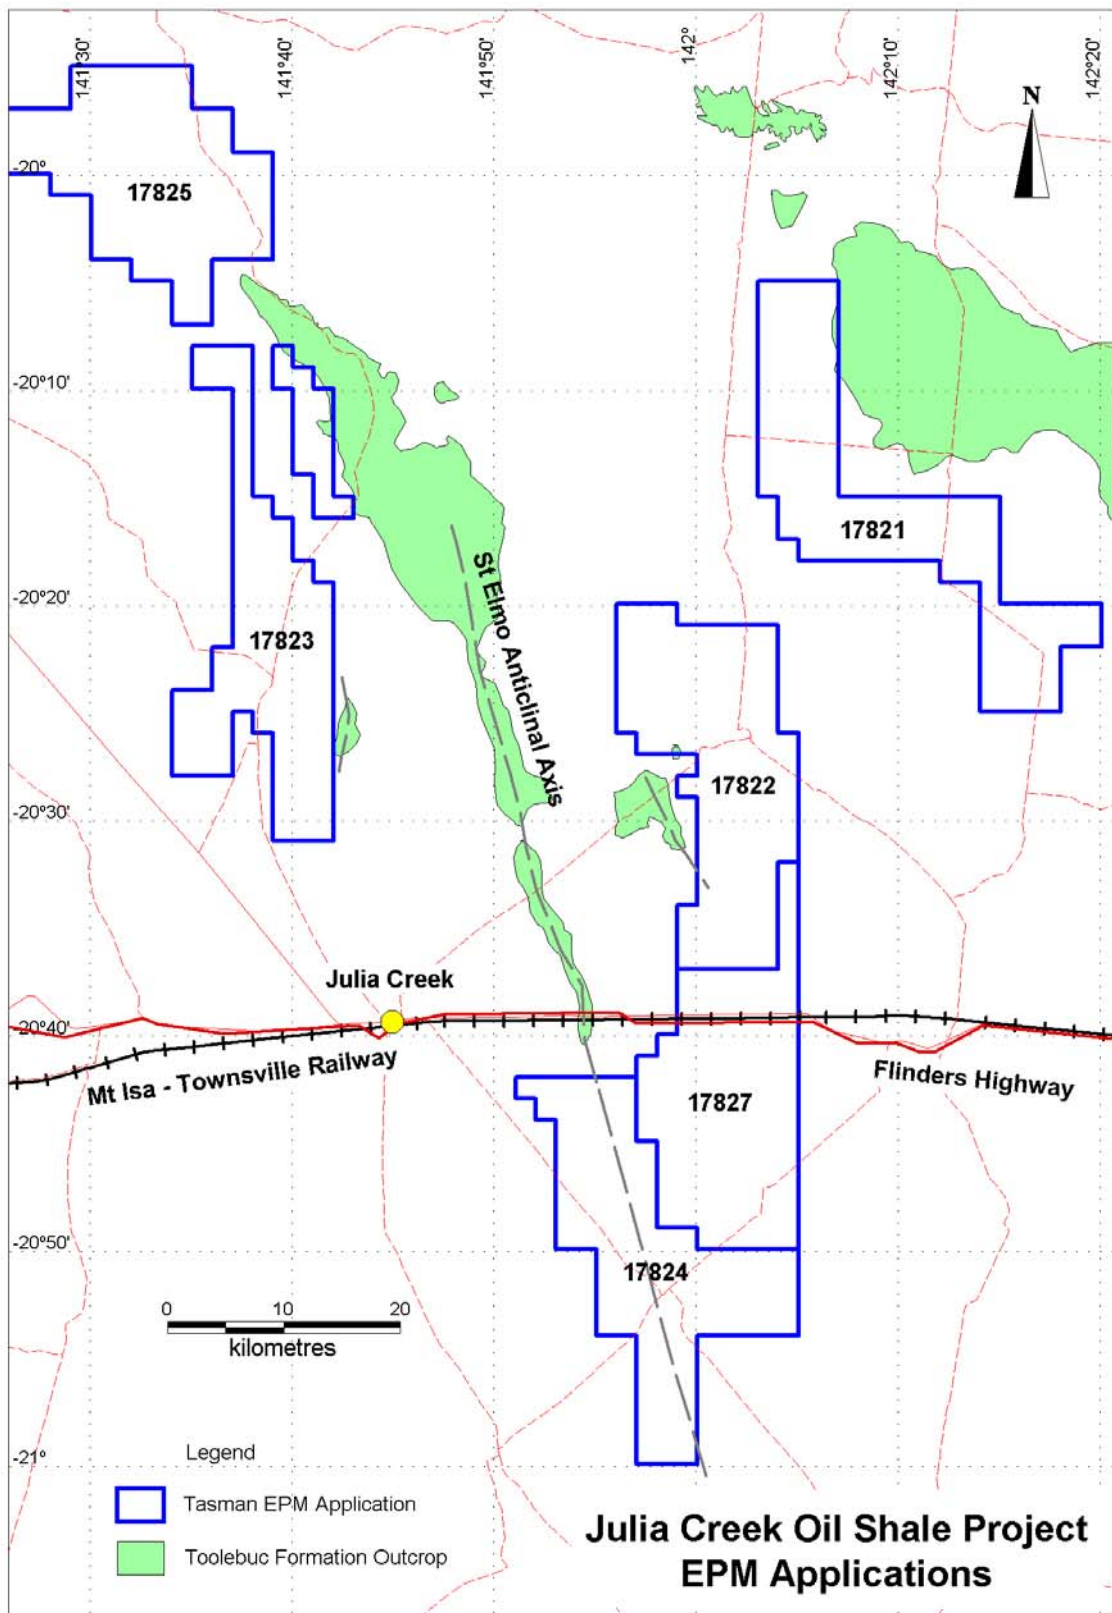 141°30'
141°40'
141°50'
142°
142°10'
142°20'
N
-20°
17825
-20°10'
17821
-20°20'
17823
St Elmo Anticlinal Axis
17822
-20°30'
Julia Creek
-20°40'
Mt Isa - Townsville Railway
Flinders Highway
17827
-20°50'
17824
0 10 20
kilometres
-21°
Legend
Tasman EPM Application
Toolebuc Formation Outcrop
Julia Creek Oil Shale Project
EPM Applications